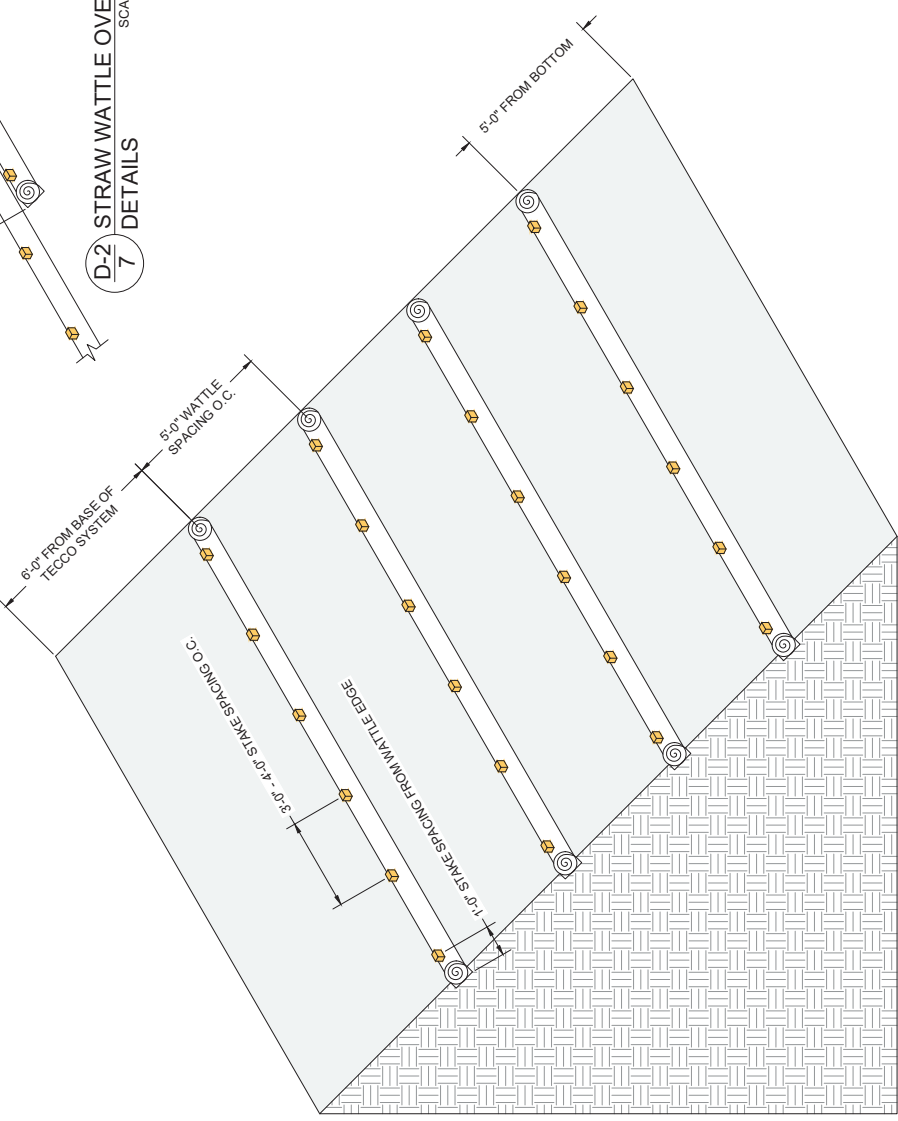 D-2
7
STRAW WATTLE OVE
SCA
DETAILS
5'-0" FROM BOTTOM
5'-0" WATTLE
SPACING O.C.
6'-0" FROM BASE OF
TECCO SYSTEM
3'-0" - 4'-0" STAKE SPACING O.C.
1'-0" STAKE SPACING FROM WATTLE EDGE